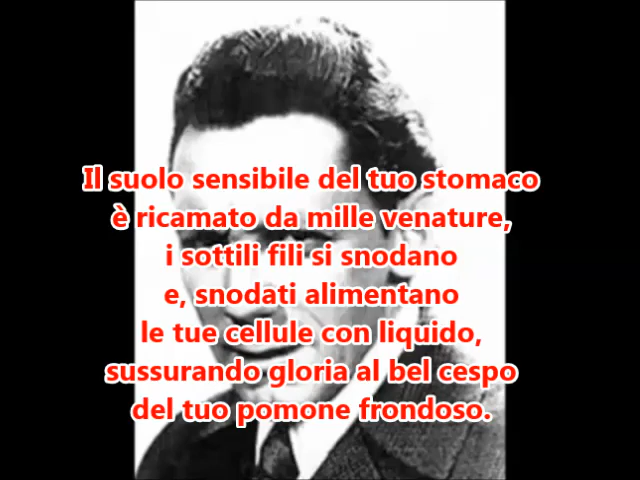 Il suolo sensibile del tuo stomaco
è ricamato da mille venature,
i sottili fili si snodano
e, snodati alimentano
le tue cellule con liquido,
sussurando gloria al bel cespo
del tuo pomone frondoso.